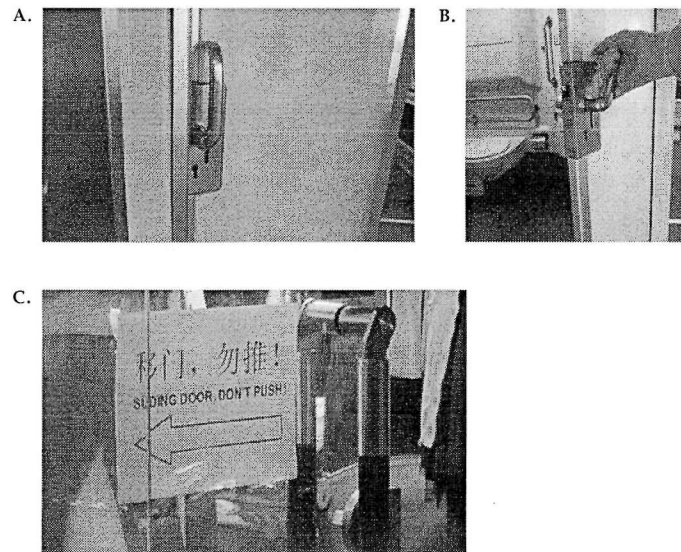 A.
B.
C.
移门，勿推！
SLIDING DOOR, DON'T PUSH!